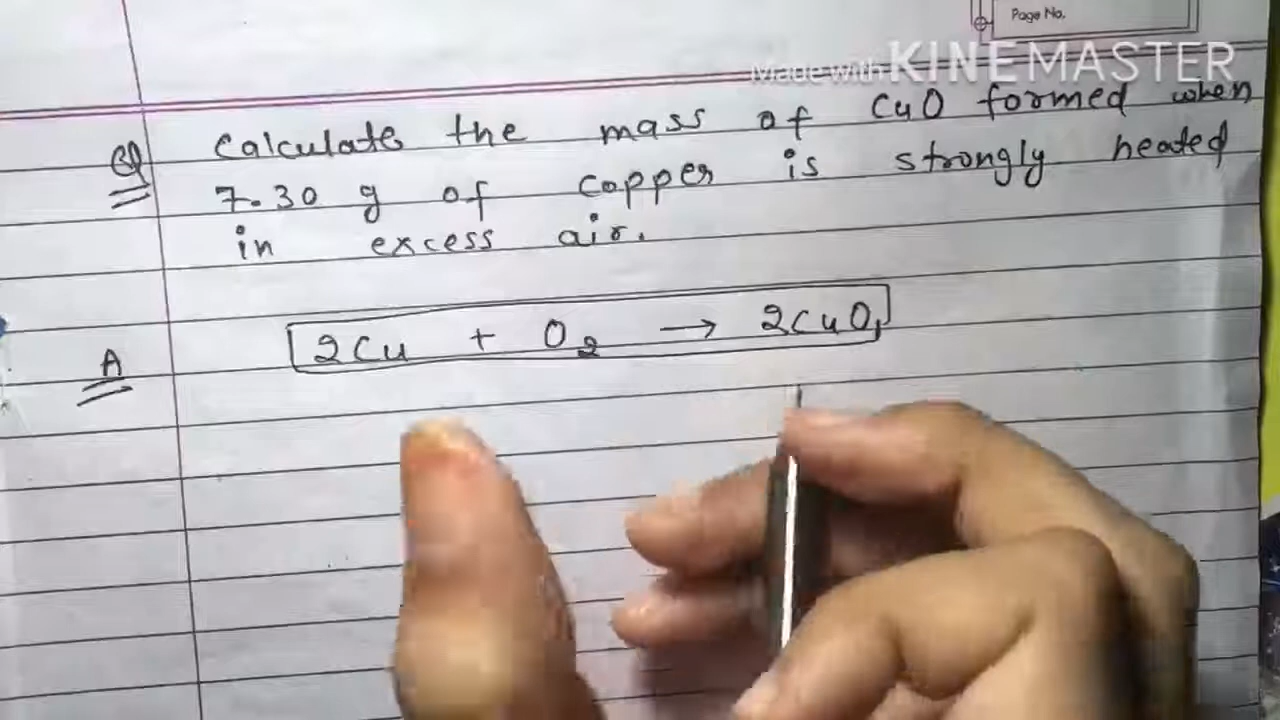 Page No.
Made with KINEMASTER
Q Calculate the mass of CuO formed when
7.30 g of copper is strongly heated
in excess air.
A 2Cu + O₂ → 2CuO